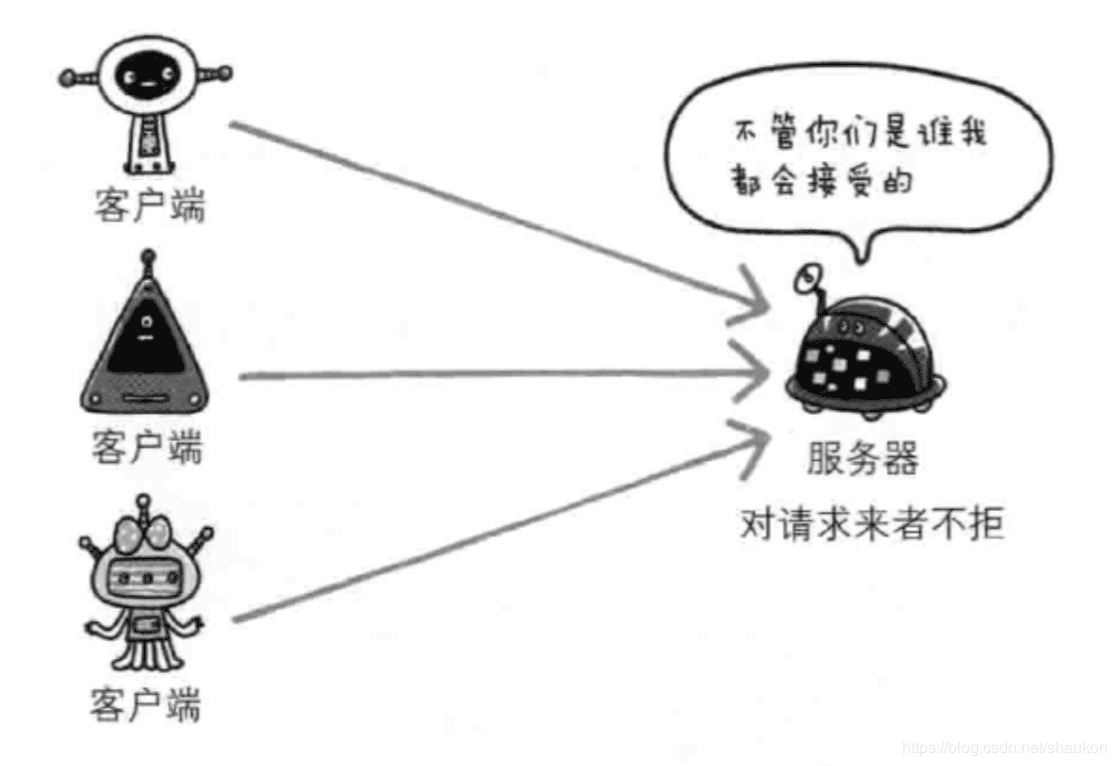 客户端
不管你们是谁我
都会接受的
客户端
服务器
对请求来者不拒
客户端
https://blog.csdn.net/shaukon